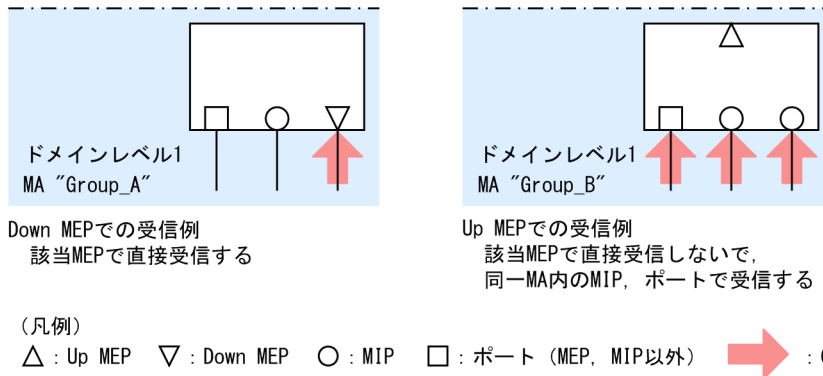 ドメインレベル1
MA "Group_A"
Down MEPでの受信例
該当MEPで直接受信する
ドメインレベル1
MA "Group_B"
Up MEPでの受信例
該当MEPで直接受信しないで，
同一MA内のMIP，ポートで受信する
（凡例）
△：Up MEP ▽：Down MEP ○：MIP □：ポート（MEP，MIP以外） ：